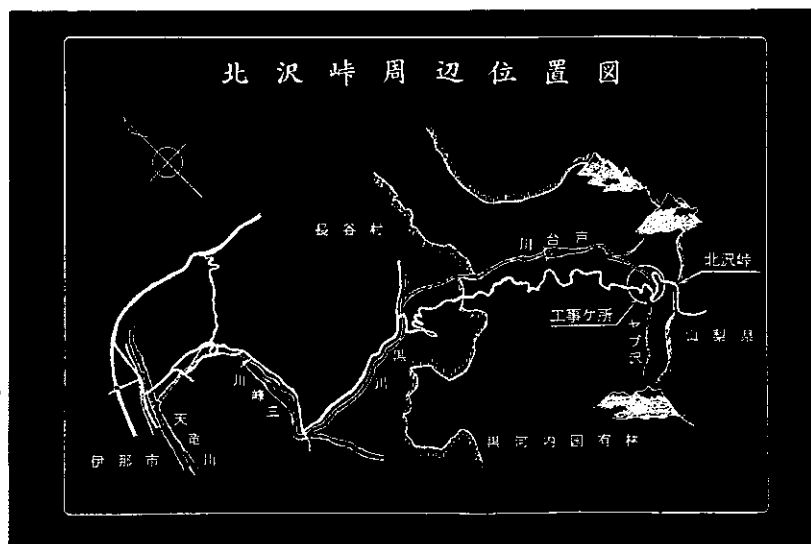 北沢峠周辺位置図
長谷村
川台戸
北沢峠
工事ケ所
ヤブ沢
山梨県
黒川
川峰三
天竜川
伊那市
黒河内国有林